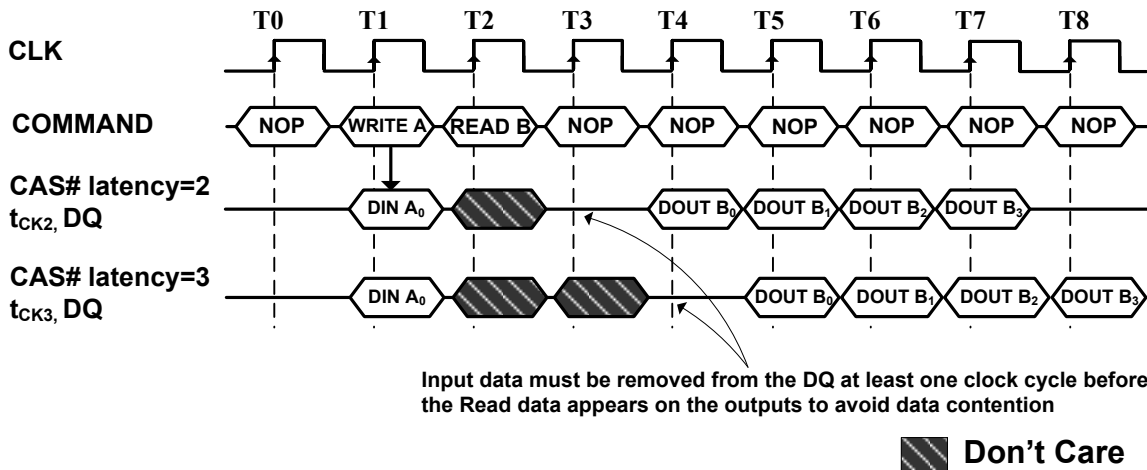 T0 T1 T2 T3 T4 T5 T6 T7 T8
CLK
COMMAND NOP WRITE A READ B NOP NOP NOP NOP NOP NOP
CAS# latency=2
tCK2, DQ DIN A0 DOUT B0 DOUT B1 DOUT B2 DOUT B3
CAS# latency=3
tCK3, DQ DIN A0 DOUT B0 DOUT B1 DOUT B2 DOUT B3
Input data must be removed from the DQ at least one clock cycle before
the Read data appears on the outputs to avoid data contention
Don't Care